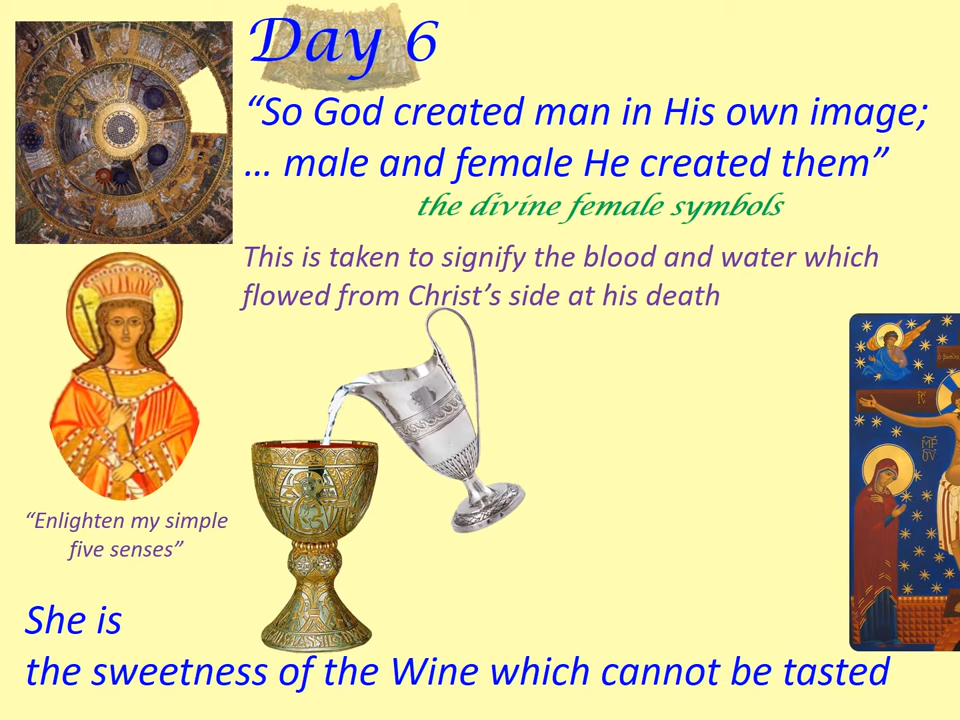 Day 6
“So God created man in His own image;
… male and female He created them”
the divine female symbols
This is taken to signify the blood and water which
flowed from Christ’s side at his death
“Enlighten my simple
five senses”
She is
the sweetness of the Wine which cannot be tasted